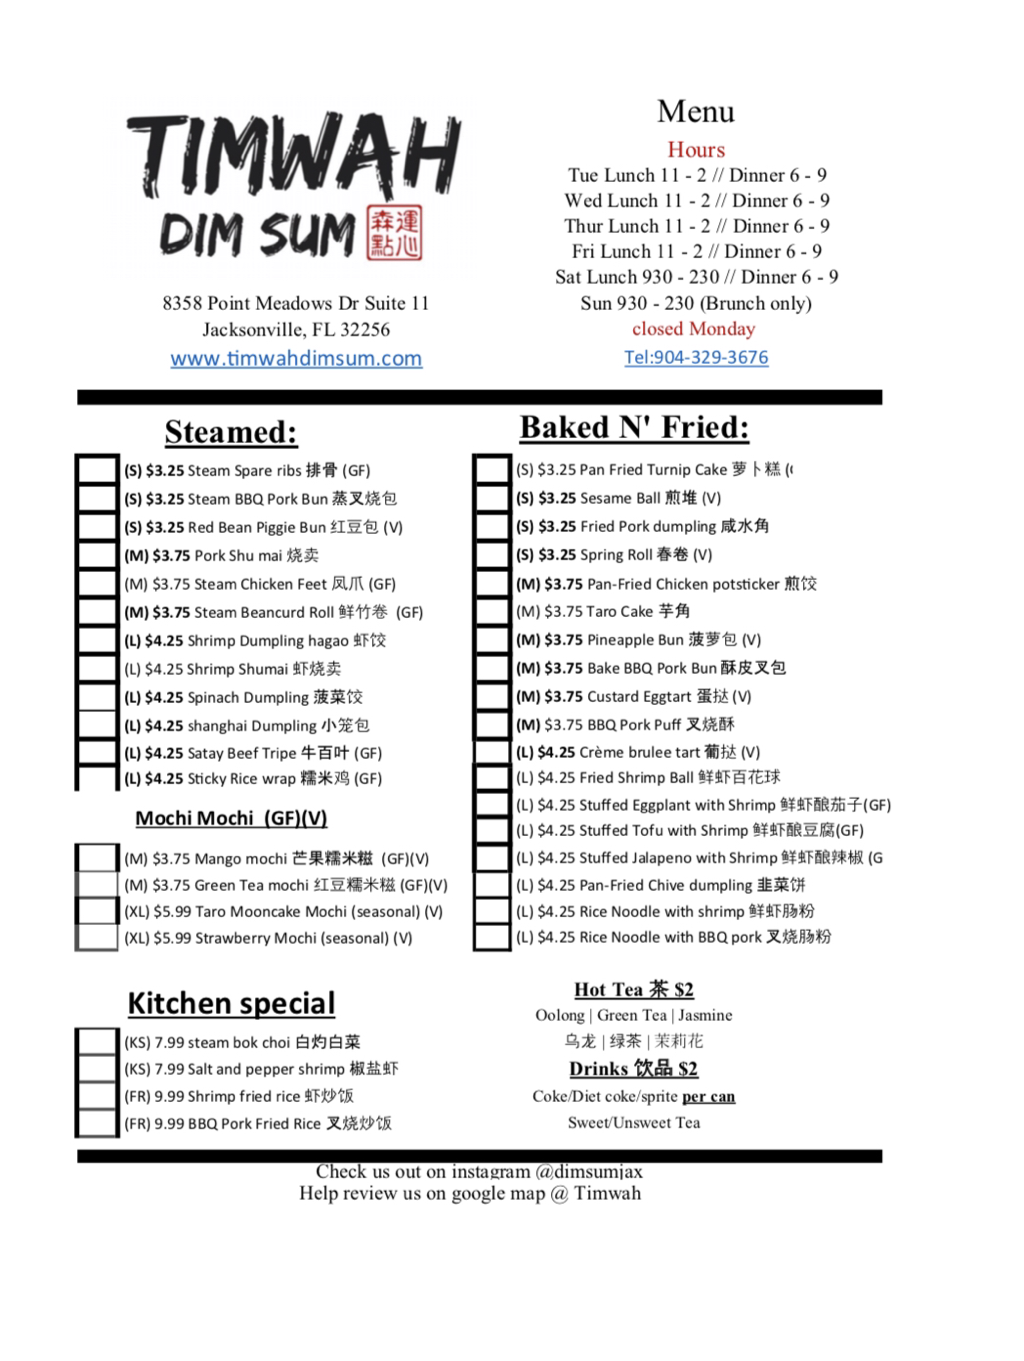 TIMWAH
DIM SUM 森運
點心
8358 Point Meadows Dr Suite 11
Jacksonville, FL 32256
www.timwahdimsum.com
Menu
Hours
Tue Lunch 11 - 2 // Dinner 6 - 9
Wed Lunch 11 - 2 // Dinner 6 - 9
Thur Lunch 11 - 2 // Dinner 6 - 9
Fri Lunch 11 - 2 // Dinner 6 - 9
Sat Lunch 930 - 230 // Dinner 6 - 9
Sun 930 - 230 (Brunch only)
closed Monday
Tel:904-329-3676
Steamed:
(S) $3.25 Steam Spare ribs 排骨 (GF)
(S) $3.25 Steam BBQ Pork Bun 蒸叉烧包
(S) $3.25 Red Bean Piggie Bun 红豆包 (V)
(M) $3.75 Pork Shu mai 烧卖
(M) $3.75 Steam Chicken Feet 凤爪 (GF)
(M) $3.75 Steam Beancurd Roll 鲜竹卷 (GF)
(L) $4.25 Shrimp Dumpling hagao 虾饺
(L) $4.25 Shrimp Shumai 虾烧卖
(L) $4.25 Spinach Dumpling 菠菜饺
(L) $4.25 shanghai Dumpling 小笼包
(L) $4.25 Satay Beef Tripe 牛百叶 (GF)
(L) $4.25 Sticky Rice wrap 糯米鸡 (GF)
Mochi Mochi (GF)(V)
(M) $3.75 Mango mochi 芒果糯米糍 (GF)(V)
(M) $3.75 Green Tea mochi 红豆糯米糍 (GF)(V)
(XL) $5.99 Taro Mooncake Mochi (seasonal) (V)
(XL) $5.99 Strawberry Mochi (seasonal) (V)
Kitchen special
(KS) 7.99 steam bok choi 白灼白菜
(KS) 7.99 Salt and pepper shrimp 椒盐虾
(FR) 9.99 Shrimp fried rice 虾炒饭
(FR) 9.99 BBQ Pork Fried Rice 叉烧炒饭
Baked N' Fried:
(S) $3.25 Pan Fried Turnip Cake 萝卜糕 (
(S) $3.25 Sesame Ball 煎堆 (V)
(S) $3.25 Fried Pork dumpling 咸水角
(S) $3.25 Spring Roll 春卷 (V)
(M) $3.75 Pan-Fried Chicken potsticker 煎饺
(M) $3.75 Taro Cake 芋角
(M) $3.75 Pineapple Bun 菠萝包 (V)
(M) $3.75 Bake BBQ Pork Bun 酥皮叉包
(M) $3.75 Custard Eggtart 蛋挞 (V)
(M) $3.75 BBQ Pork Puff 叉烧酥
(L) $4.25 Crème brulee tart 葡挞 (V)
(L) $4.25 Fried Shrimp Ball 鲜虾百花球
(L) $4.25 Stuffed Eggplant with Shrimp 鲜虾酿茄子(GF)
(L) $4.25 Stuffed Tofu with Shrimp 鲜虾酿豆腐(GF)
(L) $4.25 Stuffed Jalapeno with Shrimp 鲜虾酿辣椒 (G
(L) $4.25 Pan-Fried Chive dumpling 韭菜饼
(L) $4.25 Rice Noodle with shrimp 鲜虾肠粉
(L) $4.25 Rice Noodle with BBQ pork 叉烧肠粉
Hot Tea 茶 $2
Oolong | Green Tea | Jasmine
乌龙 | 绿茶 | 茉莉花
Drinks 饮品 $2
Coke/Diet coke/sprite per can
Sweet/Unsweet Tea
Check us out on instagram @dimsumjax
Help review us on google map @ Timwah